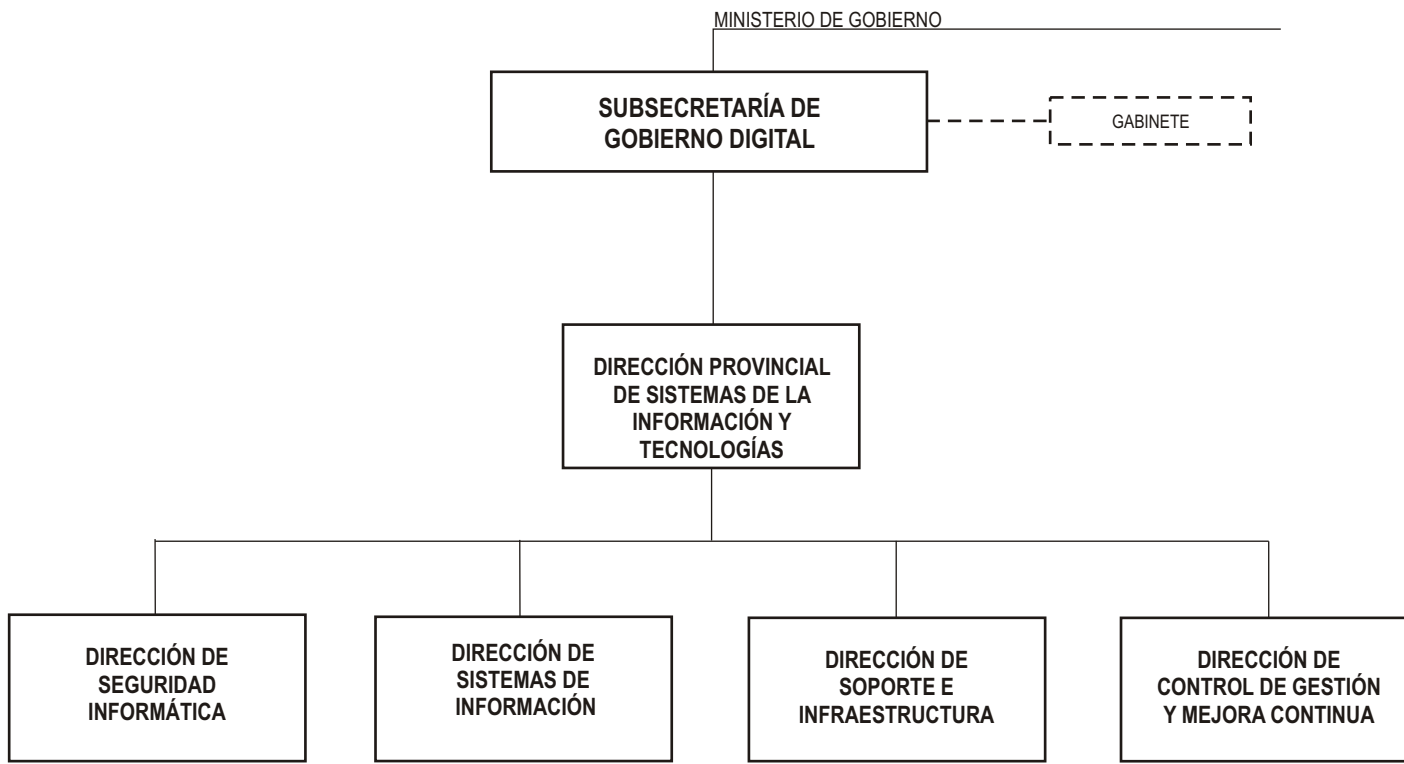 MINISTERIO DE GOBIERNO
SUBSECRETARÍA DE
GOBIERNO DIGITAL
GABINETE
DIRECCIÓN PROVINCIAL
DE SISTEMAS DE LA
INFORMACIÓN Y
TECNOLOGÍAS
DIRECCIÓN DE
SEGURIDAD
INFORMÁTICA
DIRECCIÓN DE
SISTEMAS DE
INFORMACIÓN
DIRECCIÓN DE
SOPORTE E
INFRAESTRUCTURA
DIRECCIÓN DE
CONTROL DE GESTIÓN
Y MEJORA CONTINUA